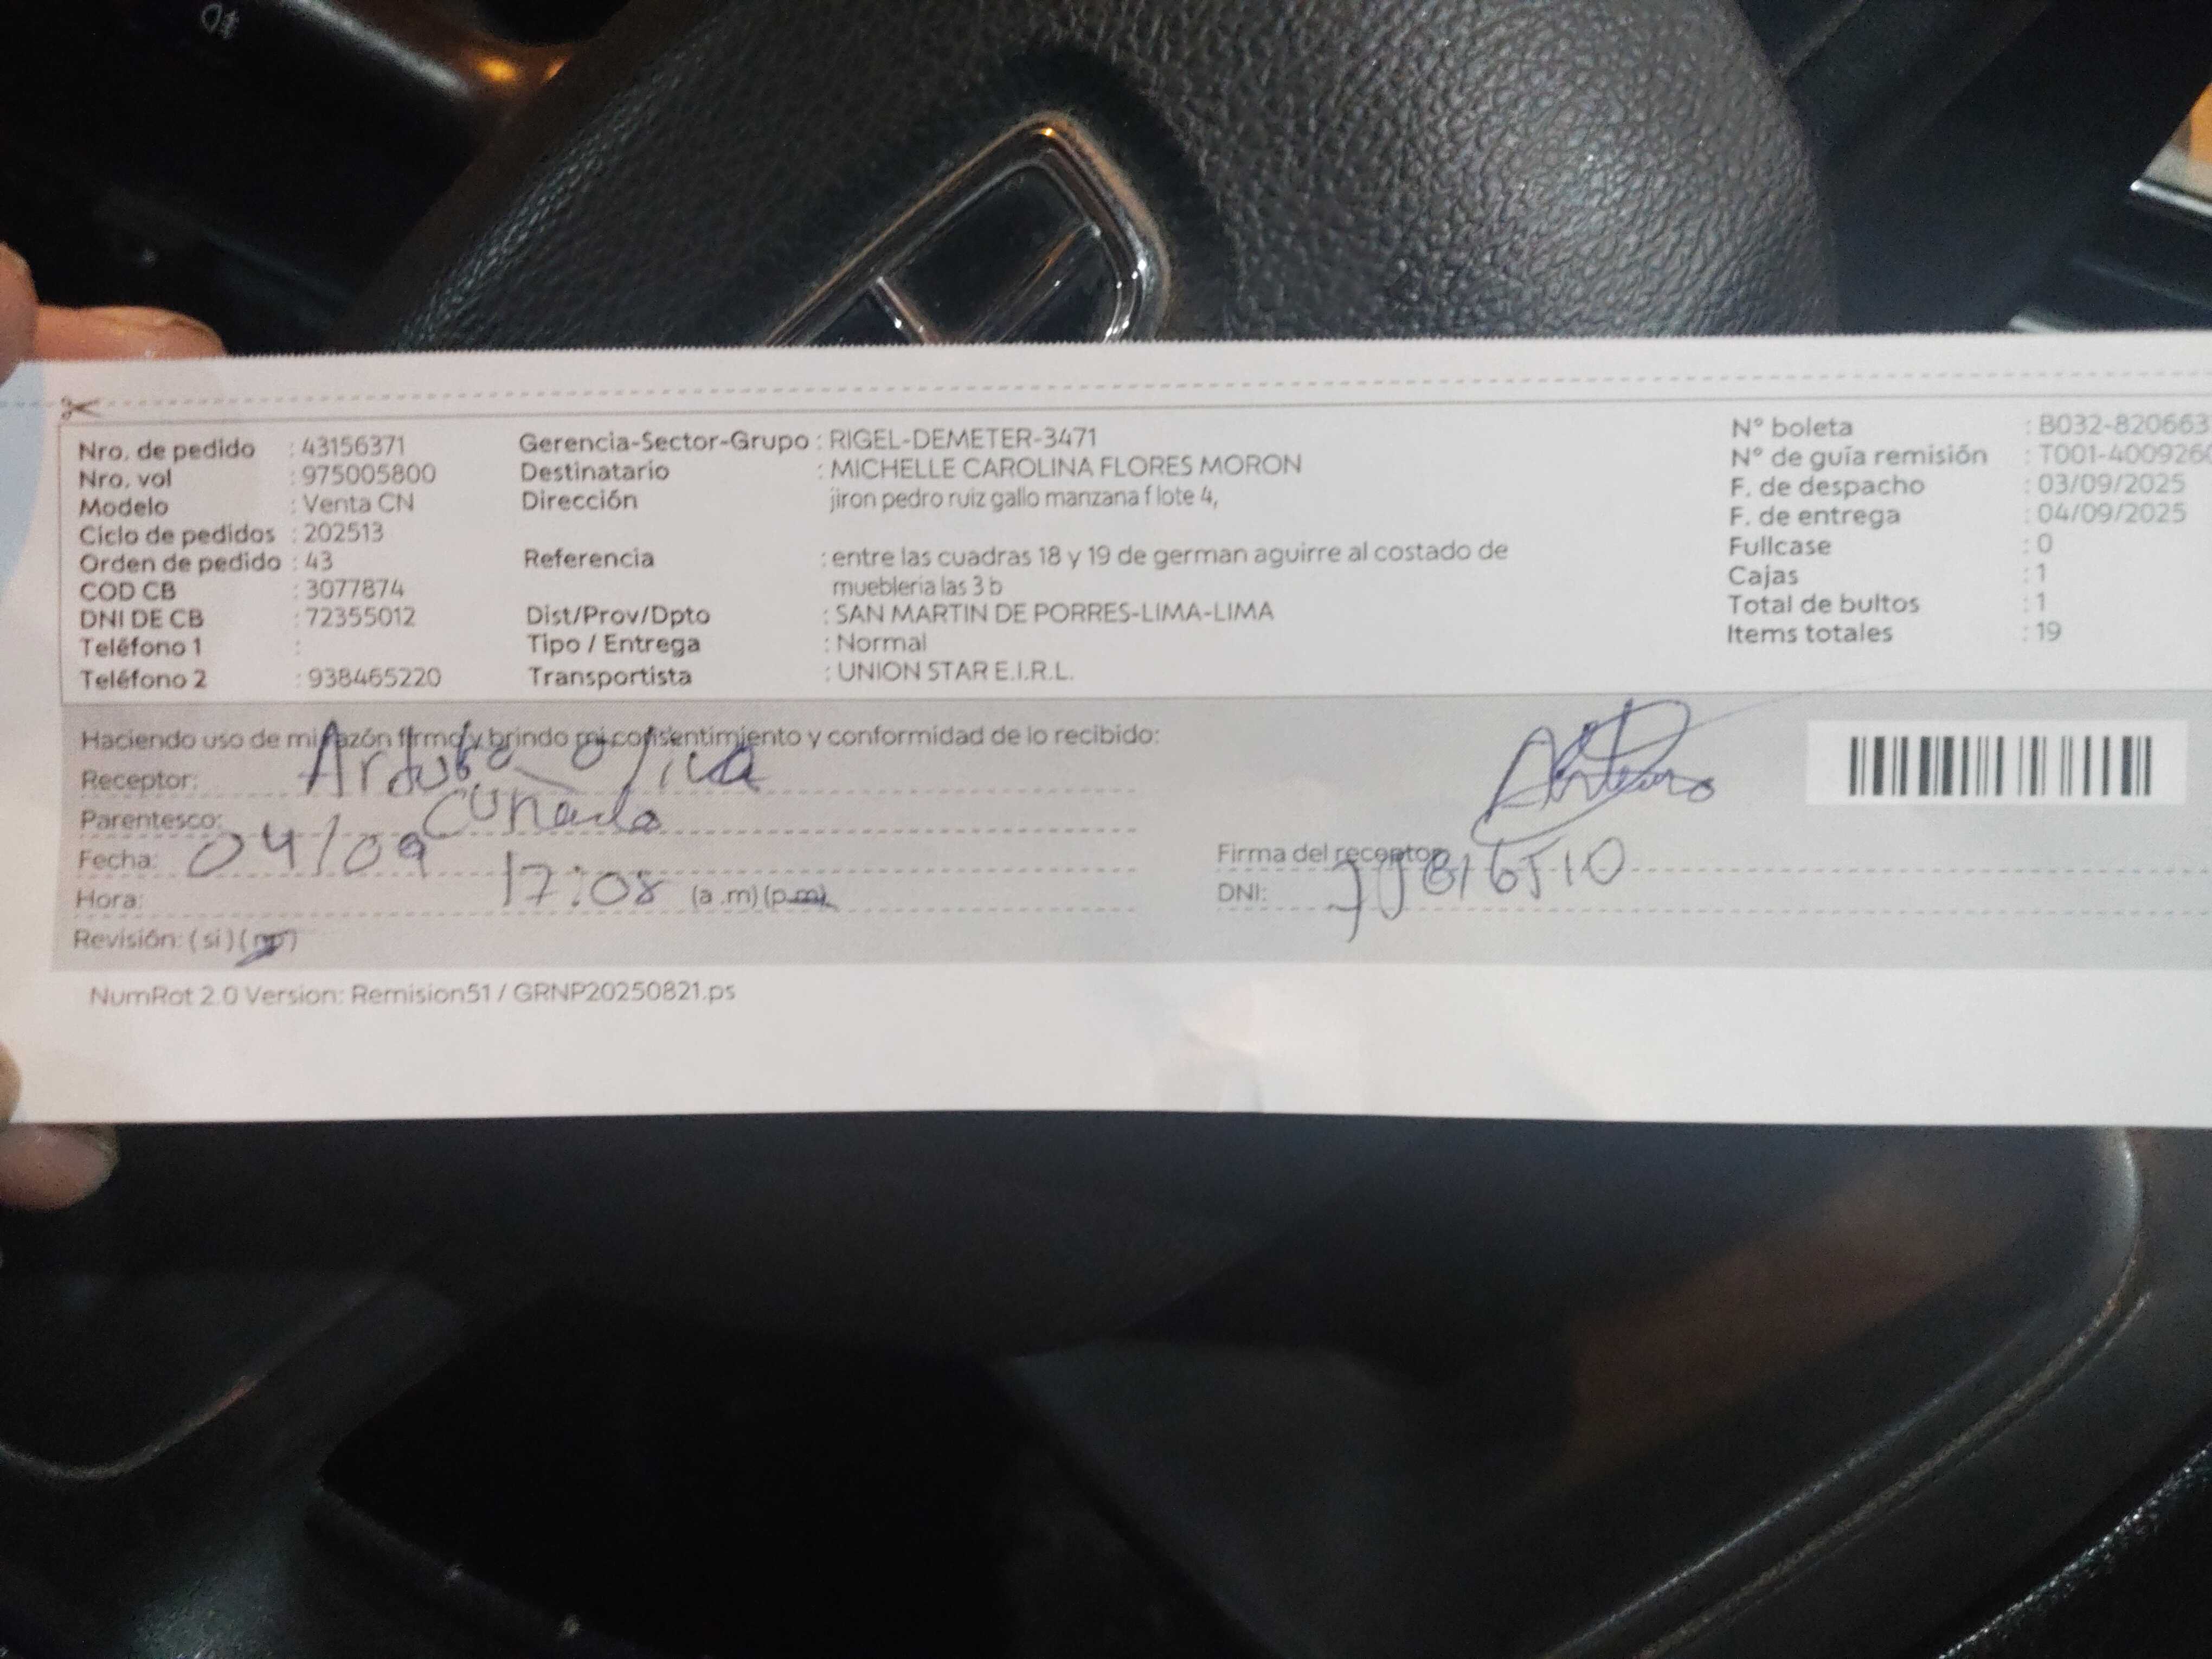 Nro. de pedido : 43156371
Nro. vol : 975005800
Modelo : Venta CN
Ciclo de pedidos : 202513
Orden de pedido : 43
COD CB : 3077874
DNI DE CB : 72355012
Teléfono 1 :
Teléfono 2 : 938465220
Gerencia-Sector-Grupo : RIGEL-DEMETER-3471
Destinatario : MICHELLE CAROLINA FLORES MORON
Dirección jiron pedro ruiz gallo manzana f lote 4,
Referencia : entre las cuadras 18 y 19 de german aguirre al costado de
muebleria las 3 b
Dist/Prov/Dpto : SAN MARTIN DE PORRES-LIMA-LIMA
Tipo / Entrega : Normal
Transportista : UNION STAR E.I.R.L.
N° boleta : B032-820663
N° de guía remisión : T001-4009260
F. de despacho : 03/09/2025
F. de entrega : 04/09/2025
Fullcase : 0
Cajas : 1
Total de bultos : 1
Items totales : 19
Haciendo uso de mi razón firmo y brindo mi consentimiento y conformidad de lo recibido:
Receptor: Arturo
Parentesco: Cuñado
Fecha: 04/09
Hora: 17:08 (a.m) (p.m)
Revisión: (si) (no)
Firma del receptor
DNI:
NumRot 2.0 Version: Remision51 / GRNP20250821.ps